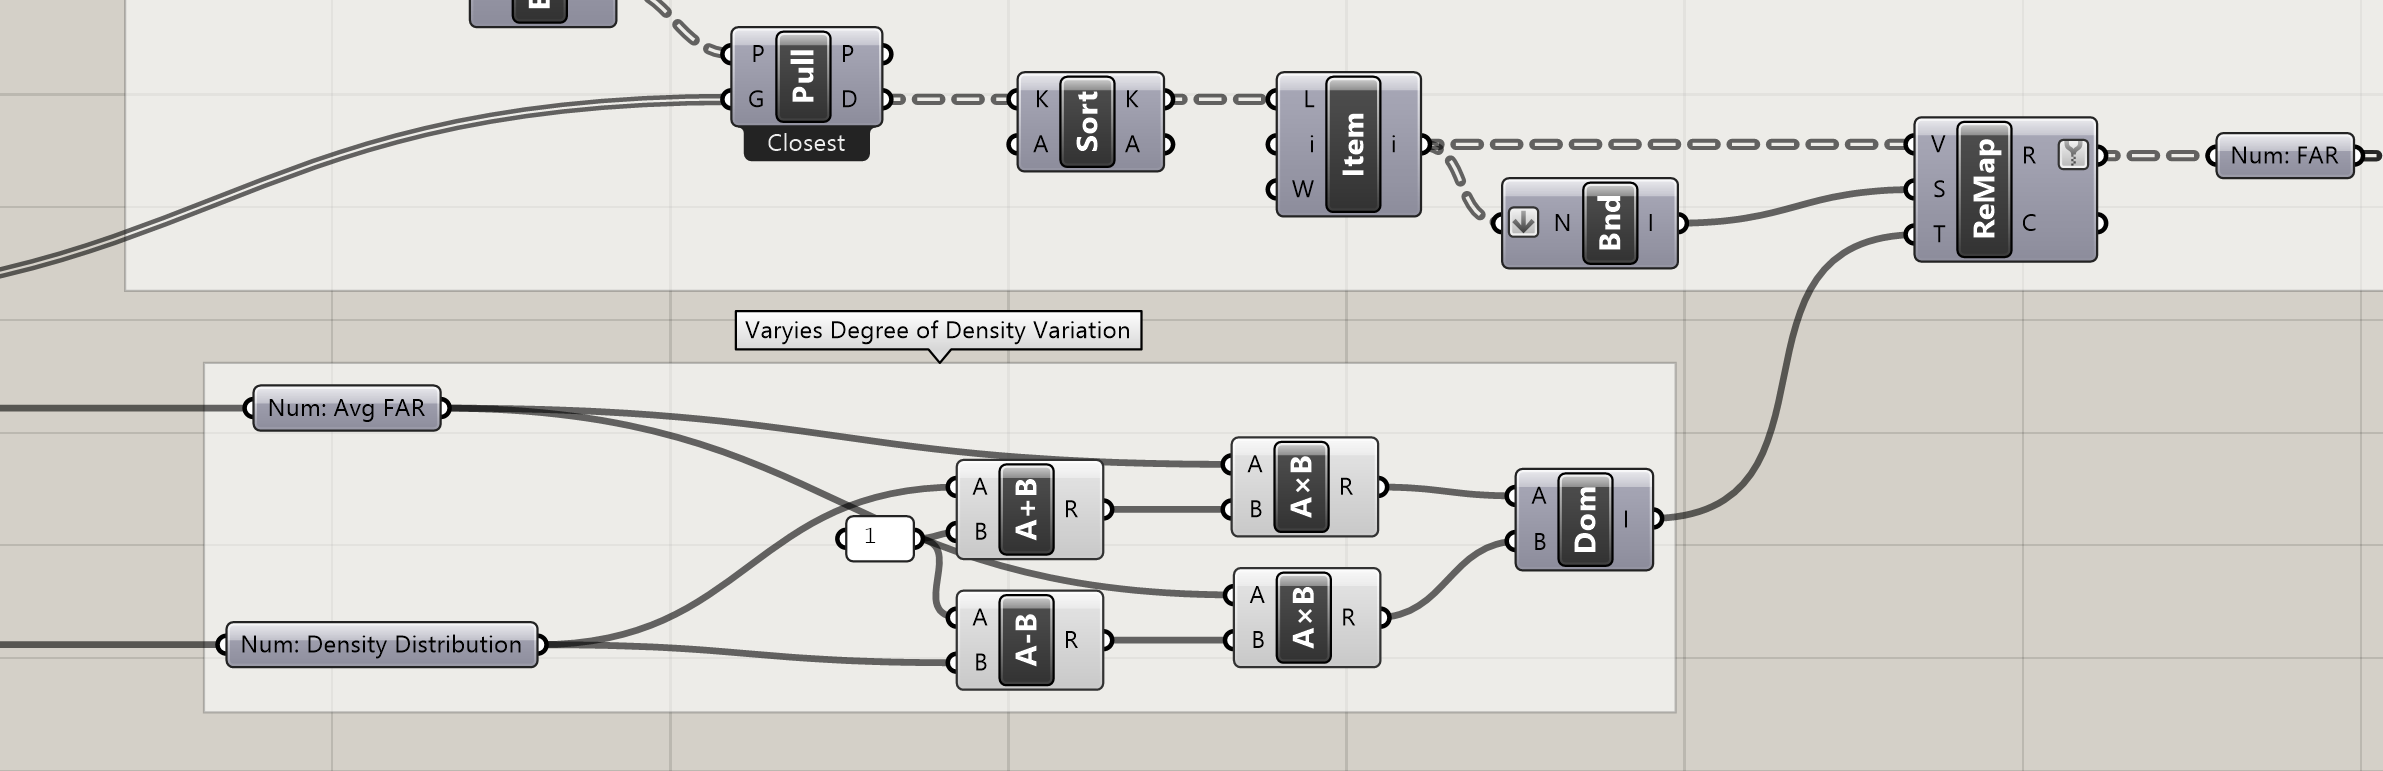 P
Pull
P
G
D
Closest
K
Sort
K
A
A
L
i
W
Item
i
N
Bnd
I
V
S
T
ReMap
R
C
Num: FAR
Varyies Degree of Density Variation
Num: Avg FAR
1
Num: Density Distribution
A
B
A+B
R
A
B
A-B
R
A
B
A×B
R
A
B
A×B
R
A
B
Dom
I